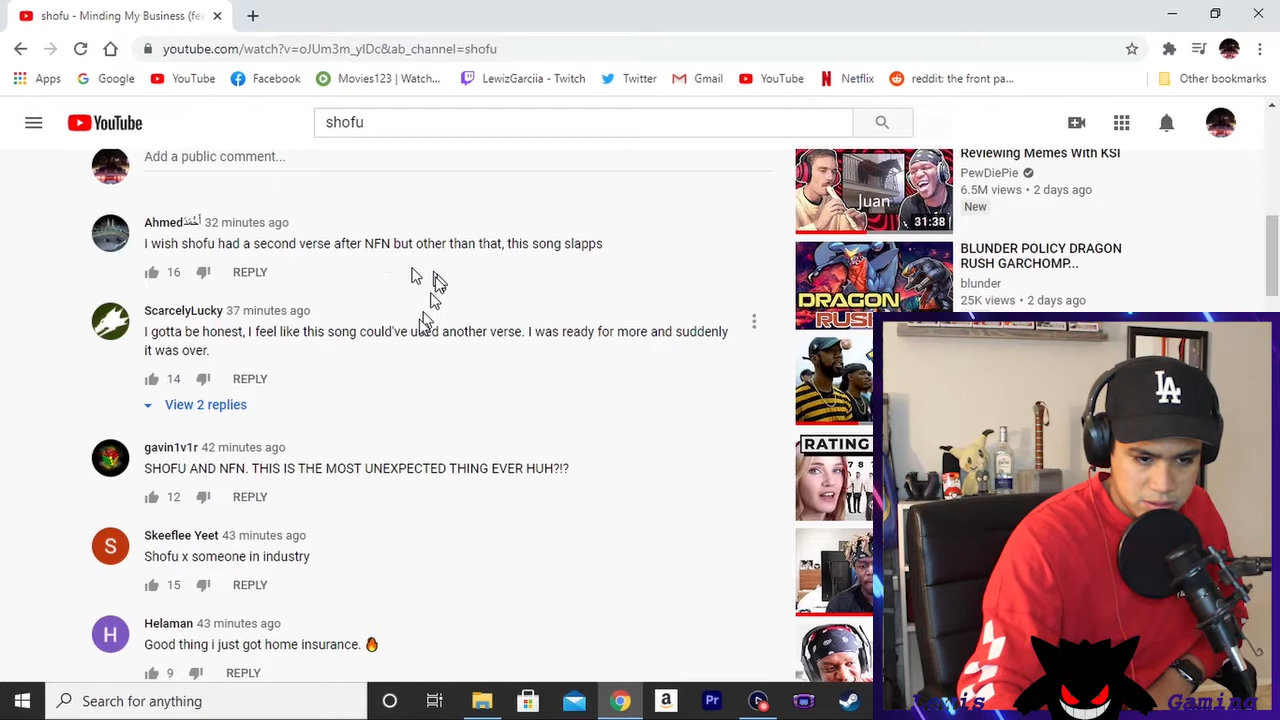 shofu - Minding My Business (fe
youtube.com/watch?v=oJUm3m_ylDc&ab_channel=shofu
Apps Google YouTube Facebook Movies123 | Watch... LewizGarciia - Twitch Twitter Gmail YouTube Netflix reddit: the front pa... Other bookmarks
YouTube
shofu
Add a public comment...
Ahmed 32 minutes ago
I wish shofu had a second verse after NFN but other than that, this song slapps
16 REPLY
ScarcelyLucky 37 minutes ago
I gotta be honest, I feel like this song could've used another verse. I was ready for more and suddenly
it was over.
14 REPLY
View 2 replies
gavin1v1r 42 minutes ago
SHOFU AND NFN. THIS IS THE MOST UNEXPECTED THING EVER HUH?!?
12 REPLY
S
Skeeflee Yeet 43 minutes ago
Shofu x someone in industry
15 REPLY
H
Helaman 43 minutes ago
Good thing i just got home insurance. 🔥
9 REPLY
Juan
31:38
Reviewing Memes With KSI
PewDiePie
6.5M views • 2 days ago
New
DRAGON
RUSH
BLUNDER POLICY DRAGON
RUSH GARCHOMP...
blunder
25K views • 2 days ago
RATING
LA
Lewis Gaming
Search for anything
a
Pr